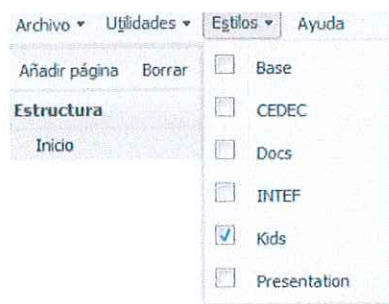 Archivo Utilidades Estilos Ayuda
Añadir página Borrar
Base
Estructura
CEDEC
Inicio
Docs
INTEF
Kids
Presentation